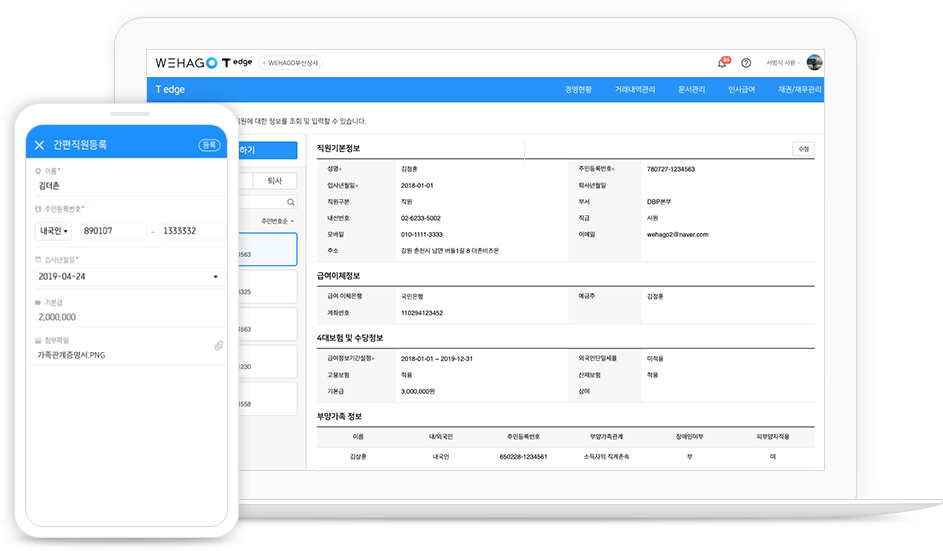 WEHAGO T edge
WEHAGO부산상사
84
서범식 사원
T edge
경영현황
거래내역관리
문서관리
인사급여
채권/채무관리
원에 대한 정보를 조회 및 입력할 수 있습니다.
하기
퇴사
주민번호순
4563
4325
4563
1230
4558
직원기본정보
수정
성명* 김정훈 주민등록번호* 780727-1234563
입사년월일* 2018-01-01 퇴사년월일
직원구분 직원 부서 DBP본부
내선번호 02-6233-5002 직급 사원
모바일 010-1111-3333 이메일 wehago2@naver.com
주소 강원 춘천시 남면 버들1길 8 더존비즈온
급여이체정보
급여 이체은행 국민은행 예금주 김정훈
계좌번호 110294123452
4대보험 및 수당정보
급여정보기간설정* 2018-01-01 ~ 2019-12-31 외국인단일세율 미적용
고용보험 적용 산재보험 적용
기본급 3,000,000원 상여
부양가족 정보
이름 내/외국인 주민등록번호 부양가족관계 장애인여부 피부양자적용
김상훈 내국인 650228-1234561 소득자의 직계존속 부 여
간편직원등록 등록
이름*
김더존
주민등록번호*
내국인 890107 - 1333332
입사년월일*
2019-04-24
기본급
2,000,000
첨부파일
가족관계증명서.PNG